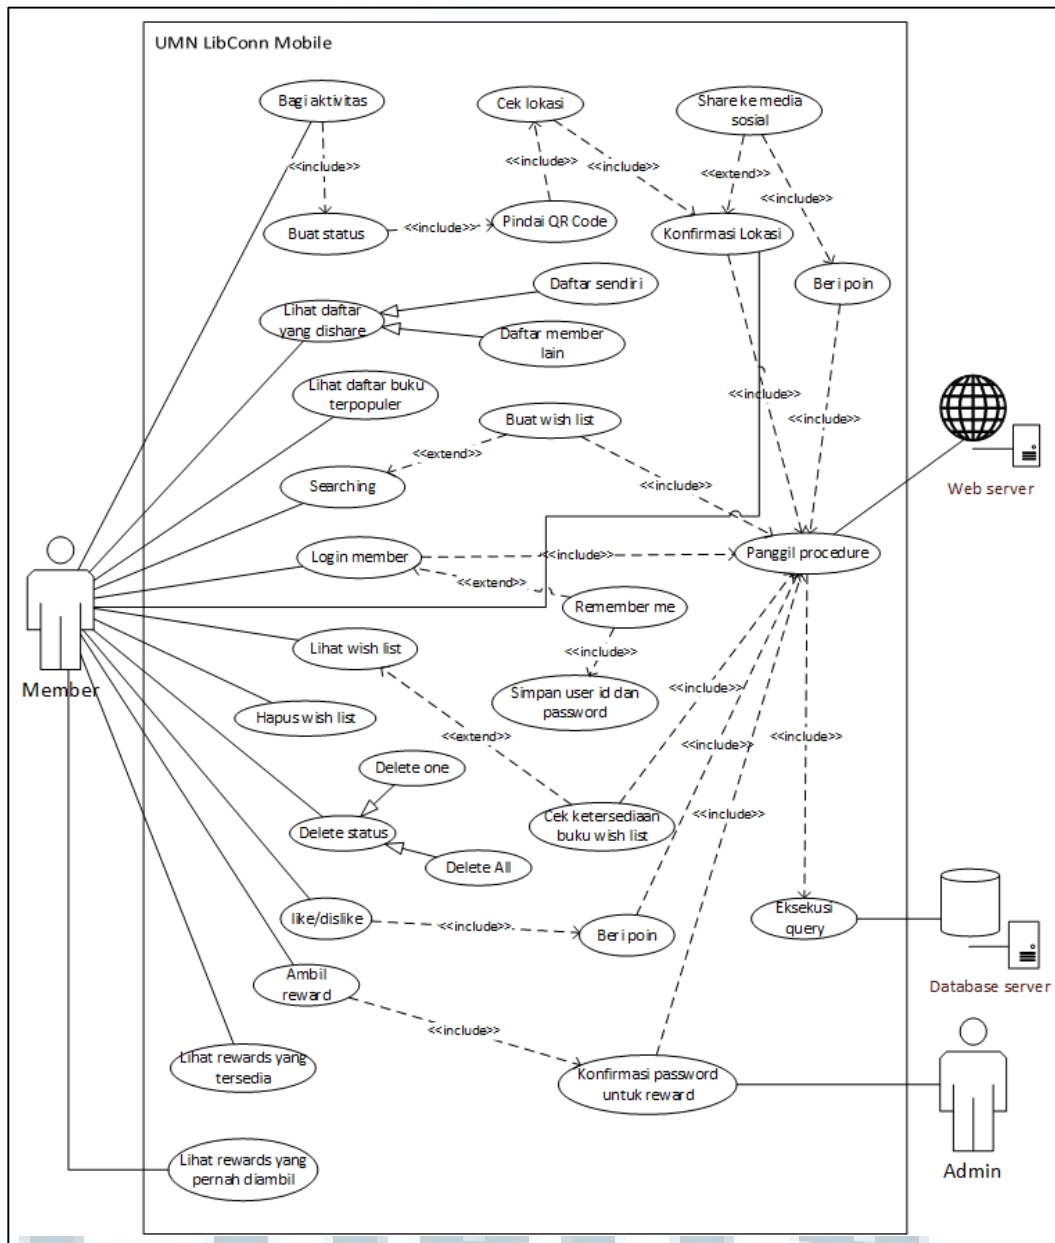 UMN LibConn Mobile
Bagi aktivitas
Cek lokasi
Share ke media
sosial
<<include>>
<<include>>
<<include>>
<<extend>>
<<include>>
Buat status
<<include>>
Pindai QR Code
Konfirmasi Lokasi
Beri poin
Daftar sendiri
Lihat daftar
yang dishare
Daftar member
lain
Lihat daftar buku
terpopuler
<<include>>
<<include>>
Buat wish list
<<extend>>
Searching
<<include>>
Web server
Login member
<<include>>
Panggil procedure
<<extend>>
Remember me
Member
Lihat wish list
<<include>>
<<include>>
Simpan user id dan
password
Hapus wish list
<<extend>>
<<include>>
<<include>>
Delete one
<<include>>
Cek ketersediaan
buku wish list
Delete status
Delete All
like/dislike
<<include>>
Beri poin
Eksekusi
query
Database server
Ambil
reward
<<include>>
Lihat rewards yang
tersedia
Konfirmasi password
untuk reward
Lihat rewards yang
pernah diambil
Admin